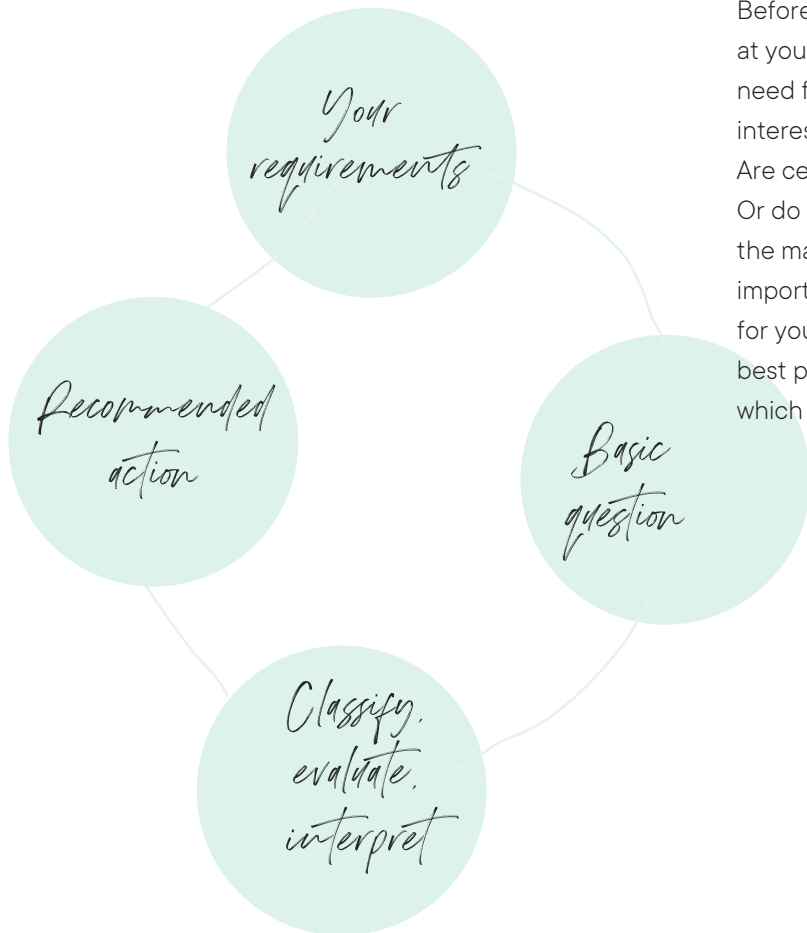 Your
requirements
Recommended
action
Basic
question
Classify,
evaluate,
interpret
Before
at you
need f
interes
Are ce
Or do
the ma
import
for you
best p
which